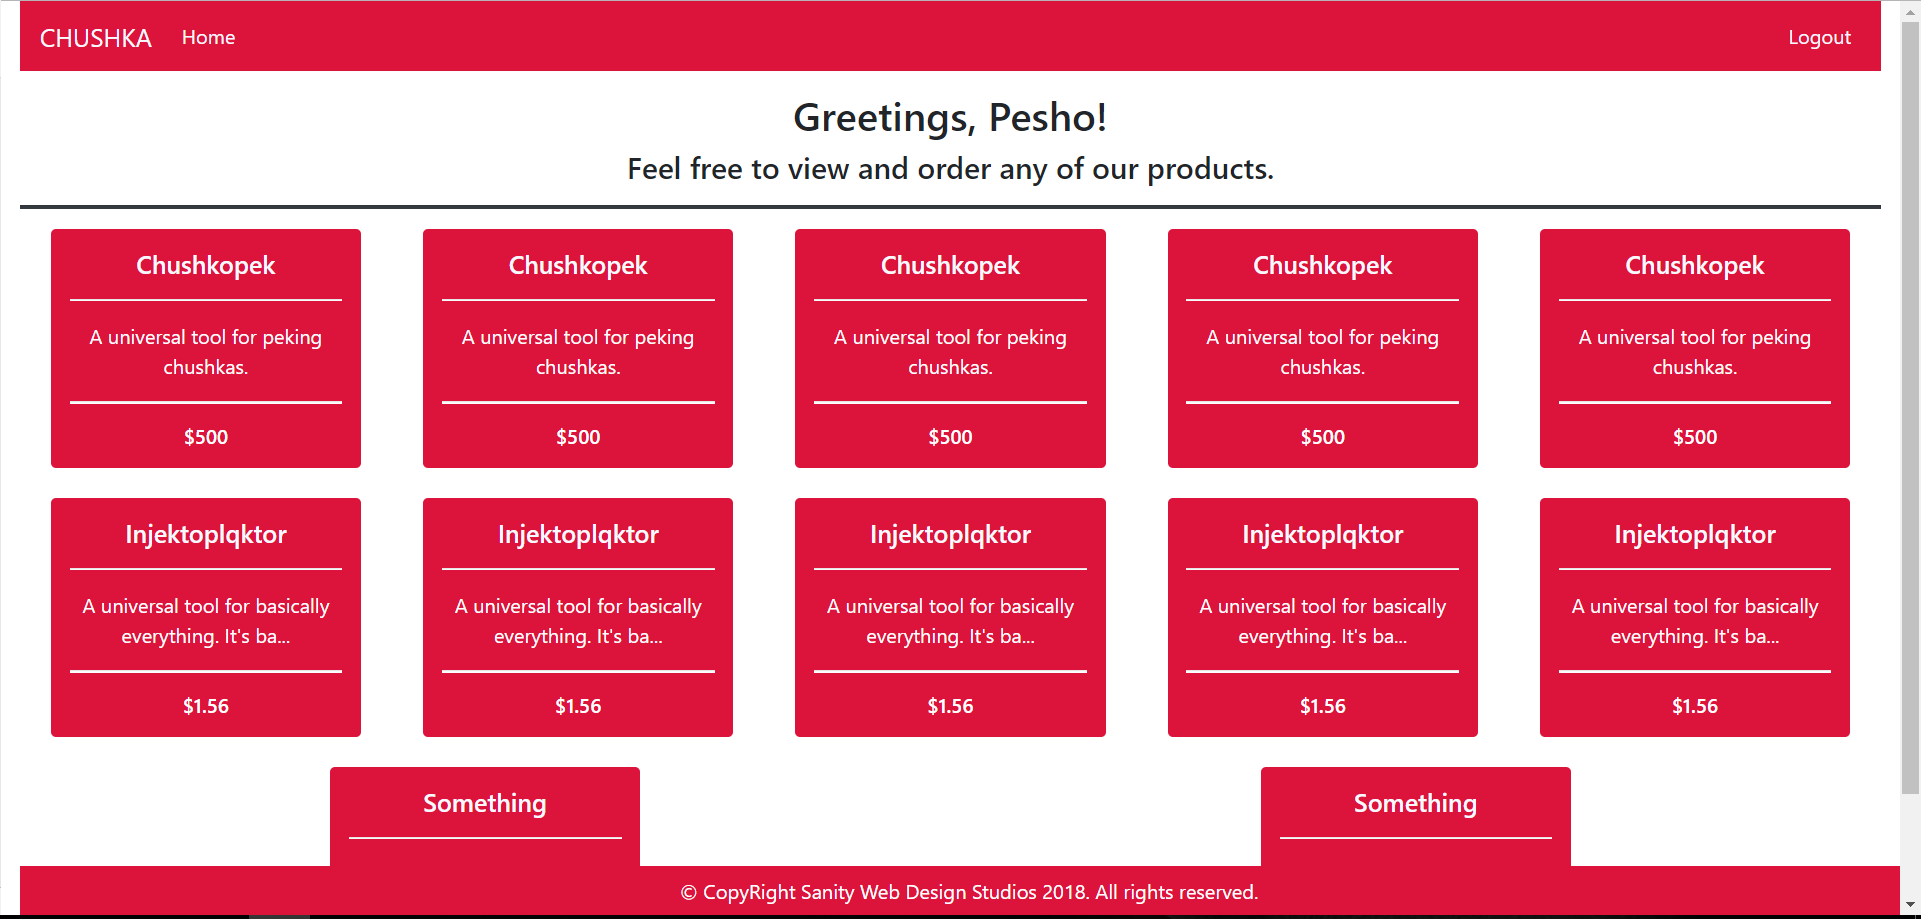 CHUSHKA Home Logout
Greetings, Pesho!
Feel free to view and order any of our products.
Chushkopek Chushkopek Chushkopek Chushkopek Chushkopek
A universal tool for peking A universal tool for peking A universal tool for peking A universal tool for peking A universal tool for peking
chushkas. chushkas. chushkas. chushkas. chushkas.
$500 $500 $500 $500 $500
Injektoplqktor Injektoplqktor Injektoplqktor Injektoplqktor Injektoplqktor
A universal tool for basically A universal tool for basically A universal tool for basically A universal tool for basically A universal tool for basically
everything. It's ba... everything. It's ba... everything. It's ba... everything. It's ba... everything. It's ba...
$1.56 $1.56 $1.56 $1.56 $1.56
Something Something
© CopyRight Sanity Web Design Studios 2018. All rights reserved.